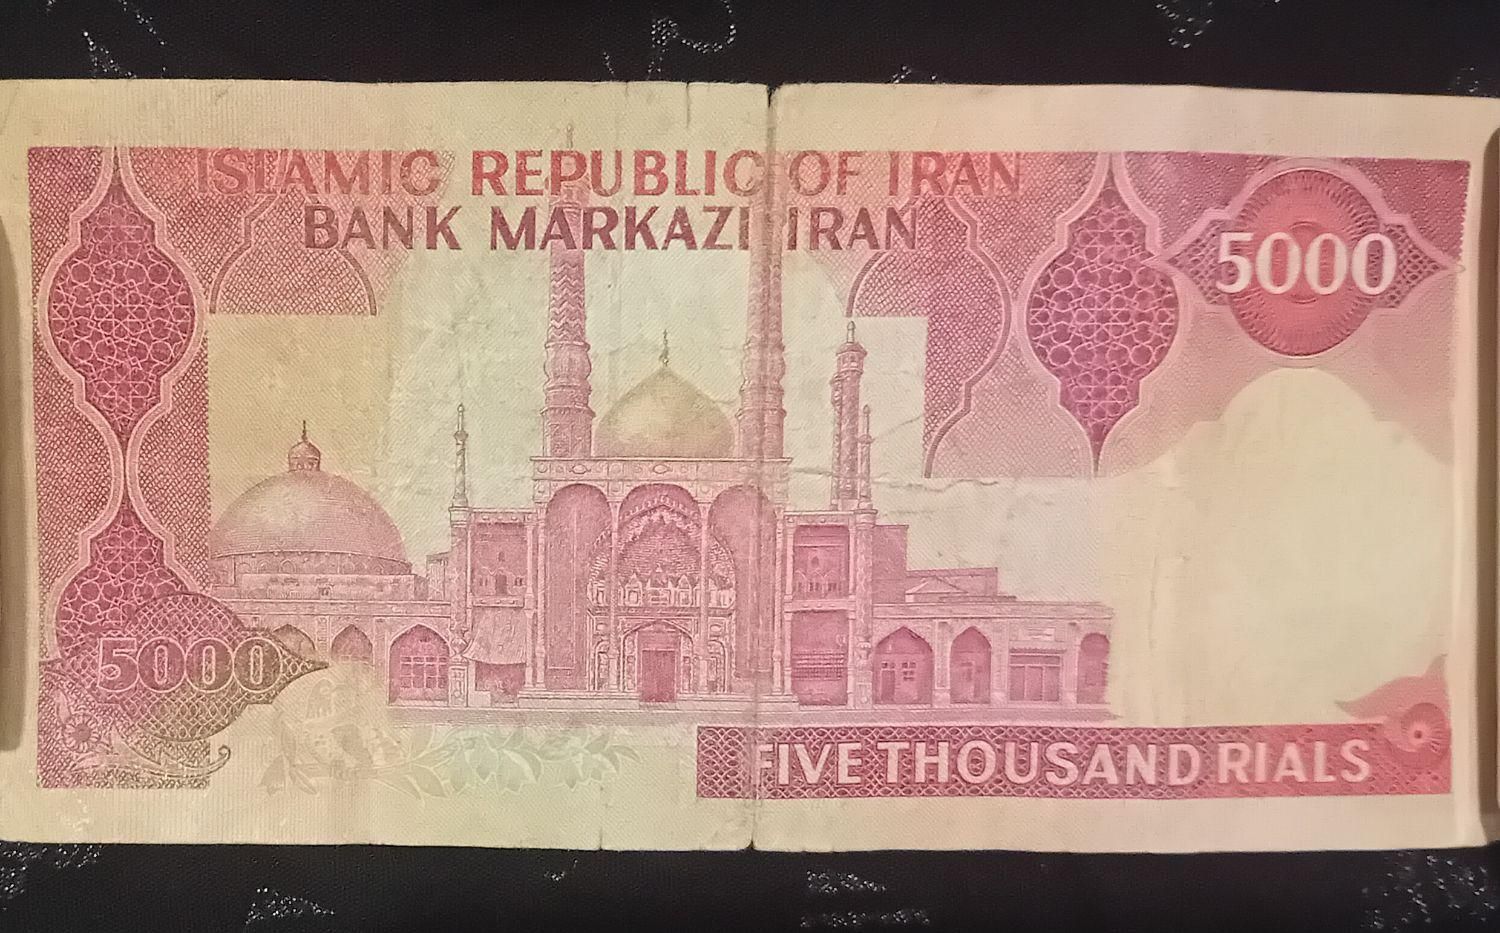 ISLAMIC REPUBLIC OF IRAN
BANK MARKAZI IRAN
5000
5000
FIVE THOUSAND RIALS